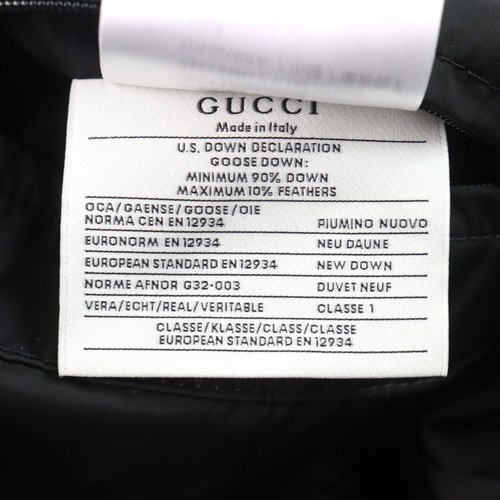 GUCCI
Made in Italy
U.S. DOWN DECLARATION
GOOSE DOWN:
MINIMUM 90% DOWN
MAXIMUM 10% FEATHERS
OCA/GAENSE/GOOSE/OIE
NORMA CEN EN 12934 PIUMINO NUOVO
EURONORM EN 12934 NEU DAUNE
EUROPEAN STANDARD EN 12934 NEW DOWN
NORME AFNOR G32-003 DUVET NEUF
VERA/ECHT/REAL/VERITABLE CLASSE 1
CLASSE/KLASSE/CLASS/CLASSE
EUROPEAN STANDARD EN 12934